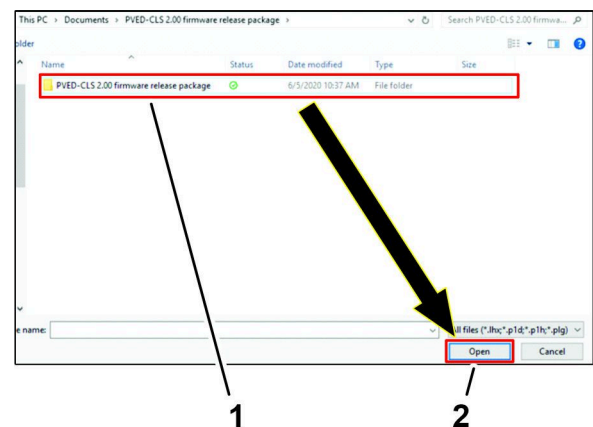 This PC > Documents > PVED-CLS 2.00 firmware release package >
Search PVED-CLS 2.00 firmwa...
older
Name Status Date modified Type Size
PVED-CLS 2.00 firmware release package 6/5/2020 10:37 AM File folder
e name:
All files (*.lhx;*.p1d;*.p1h;*.plg)
Open Cancel
1 2